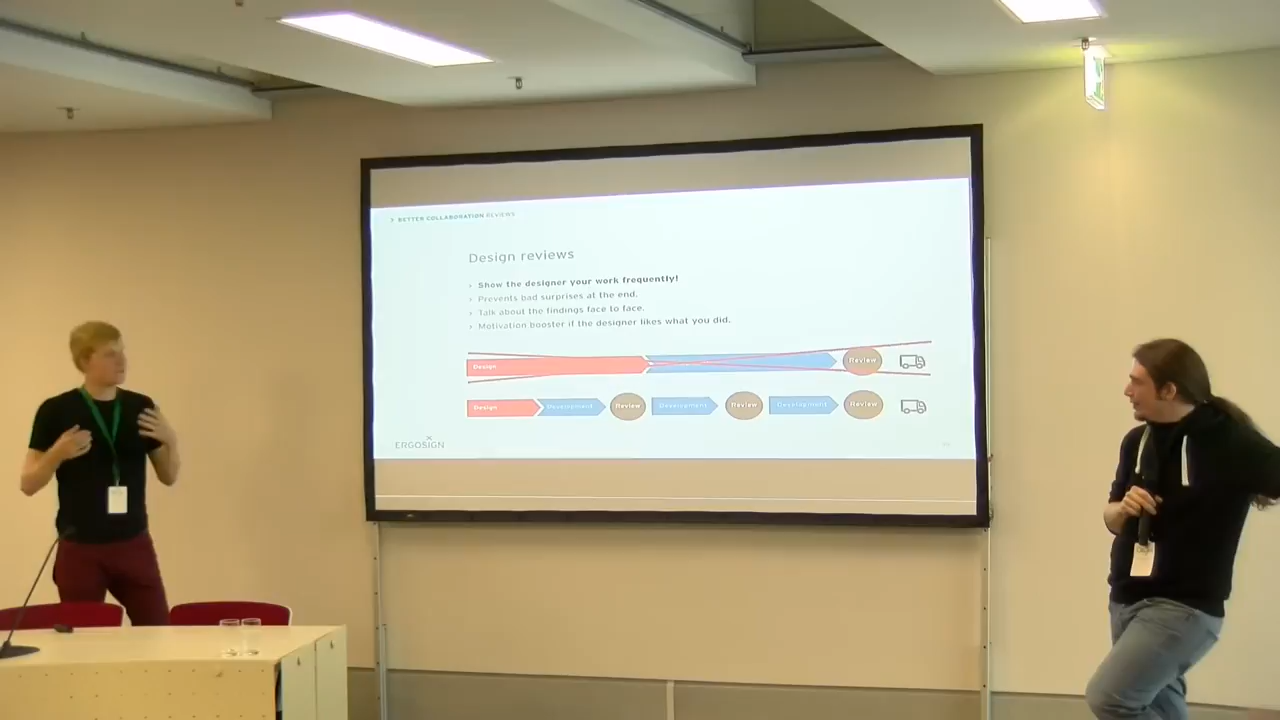 > BETTER COLLABORATION REVIEWS
Design reviews
› Show the designer your work frequently!
› Prevents bad surprises at the end.
› Talk about the findings face to face.
› Motivation booster if the designer likes what you did.
Design Review
Design Development Review Development Review Development Review
ERGOSIGN